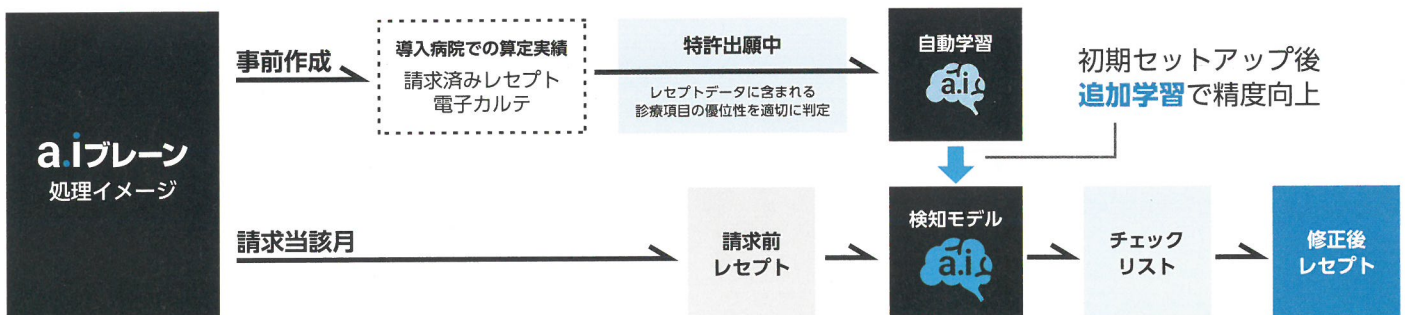 a.iブレーン
処理イメージ
事前作成
導入病院での算定実績
請求済みレセプト
電子カルテ
特許出願中
レセプトデータに含まれる
診療項目の優位性を適切に判定
自動学習
a.i
初期セットアップ後
追加学習で精度向上
請求当該月
請求前
レセプト
検知モデル
a.i
チェック
リスト
修正後
レセプト